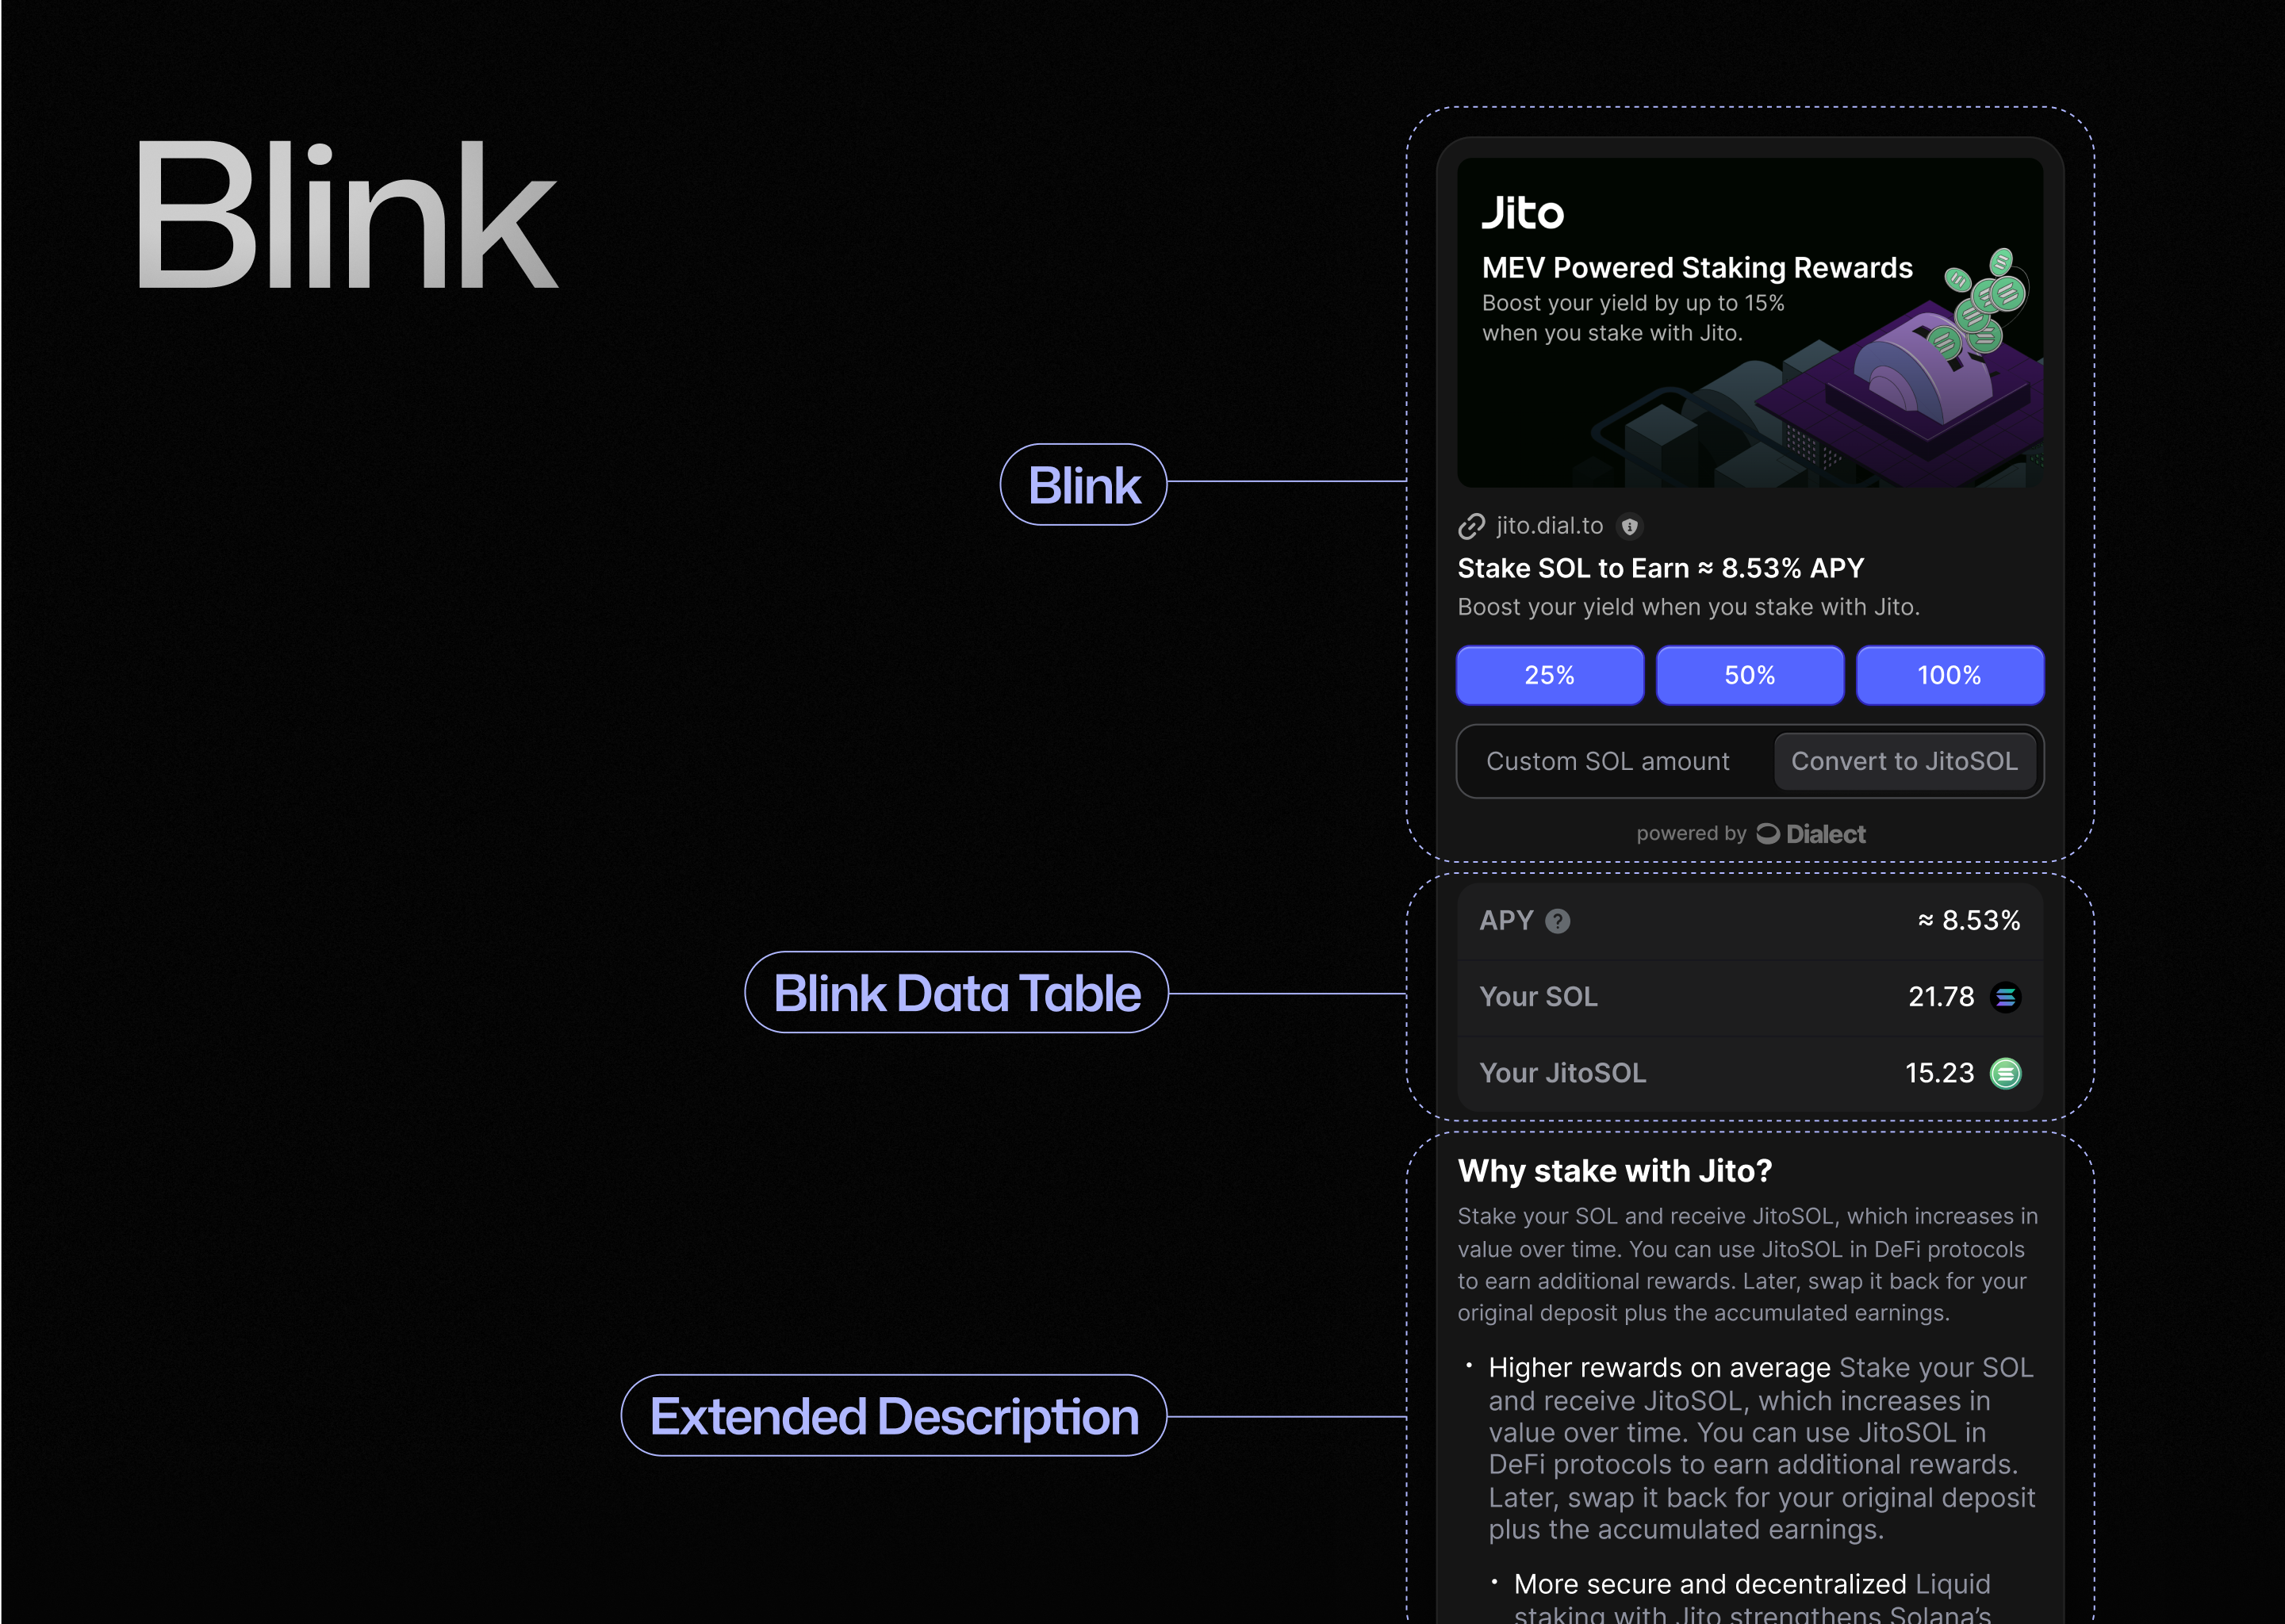 Blink
Blink
Blink Data Table
Extended Description
Jito
MEV Powered Staking Rewards
Boost your yield by up to 15%
when you stake with Jito.
jito.dial.to
Stake SOL to Earn ≈ 8.53% APY
Boost your yield when you stake with Jito.
25% 50% 100%
Custom SOL amount Convert to JitoSOL
powered by Dialect
APY ? ≈ 8.53%
Your SOL 21.78
Your JitoSOL 15.23
Why stake with Jito?
Stake your SOL and receive JitoSOL, which increases in
value over time. You can use JitoSOL in DeFi protocols
to earn additional rewards. Later, swap it back for your
original deposit plus the accumulated earnings.
• Higher rewards on average Stake your SOL
and receive JitoSOL, which increases in
value over time. You can use JitoSOL in
DeFi protocols to earn additional rewards.
Later, swap it back for your original deposit
plus the accumulated earnings.
• More secure and decentralized Liquid
staking with Jito strengthens Solana’s